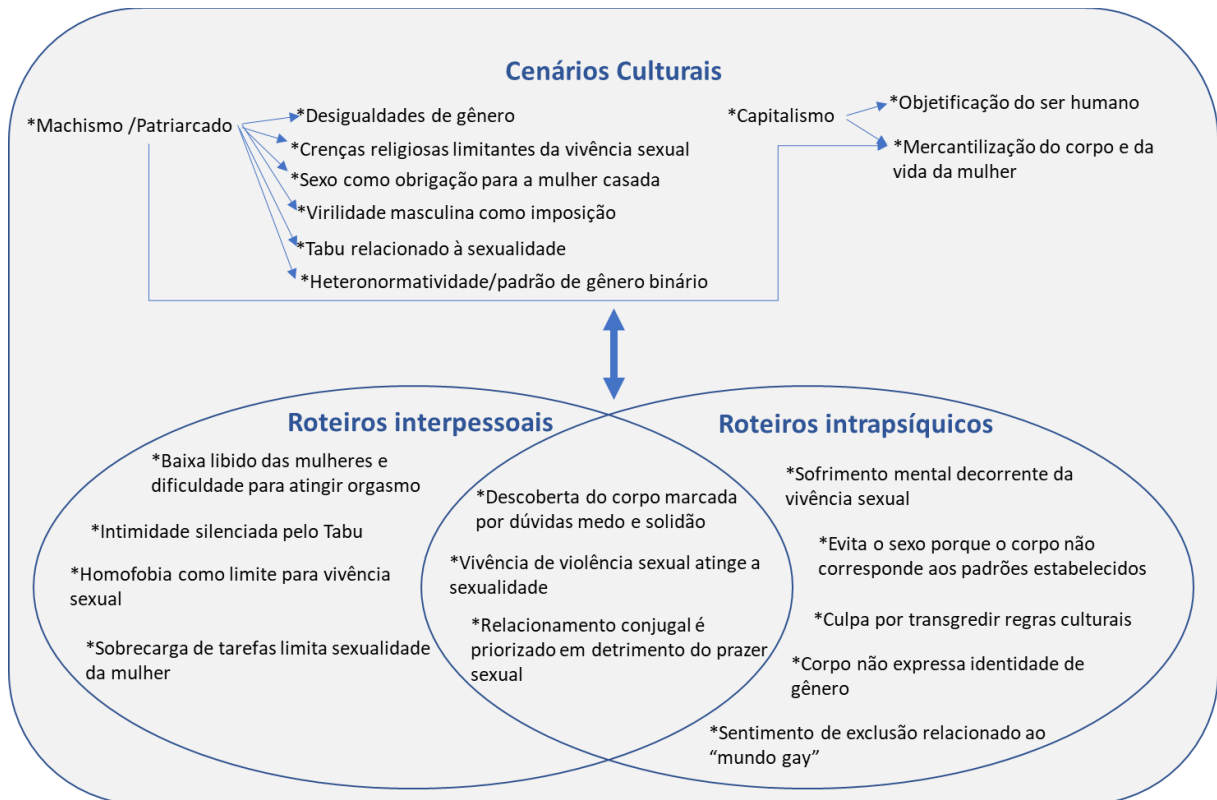 Cenários Culturais
*Machismo /Patriarcado
*Desigualdades de gênero
*Crenças religiosas limitantes da vivência sexual
*Sexo como obrigação para a mulher casada
*Virilidade masculina como imposição
*Tabu relacionado à sexualidade
*Heteronormatividade/padrão de gênero binário
*Capitalismo
*Objetificação do ser humano
*Mercantilização do corpo e da
vida da mulher
Roteiros interpessoais
*Baixa libido das mulheres e
dificuldade para atingir orgasmo
*Intimidade silenciada pelo Tabu
*Homofobia como limite para vivência
sexual
*Sobrecarga de tarefas limita sexualidade
da mulher
*Descoberta do corpo marcada
por dúvidas medo e solidão
*Vivência de violência sexual atinge a
sexualidade
*Relacionamento conjugal é
priorizado em detrimento do prazer
sexual
Roteiros intrapsíquicos
*Sofrimento mental decorrente da
vivência sexual
*Evita o sexo porque o corpo não
corresponde aos padrões estabelecidos
*Culpa por transgredir regras culturais
*Corpo não expressa identidade de
gênero
*Sentimento de exclusão relacionado ao
“mundo gay”